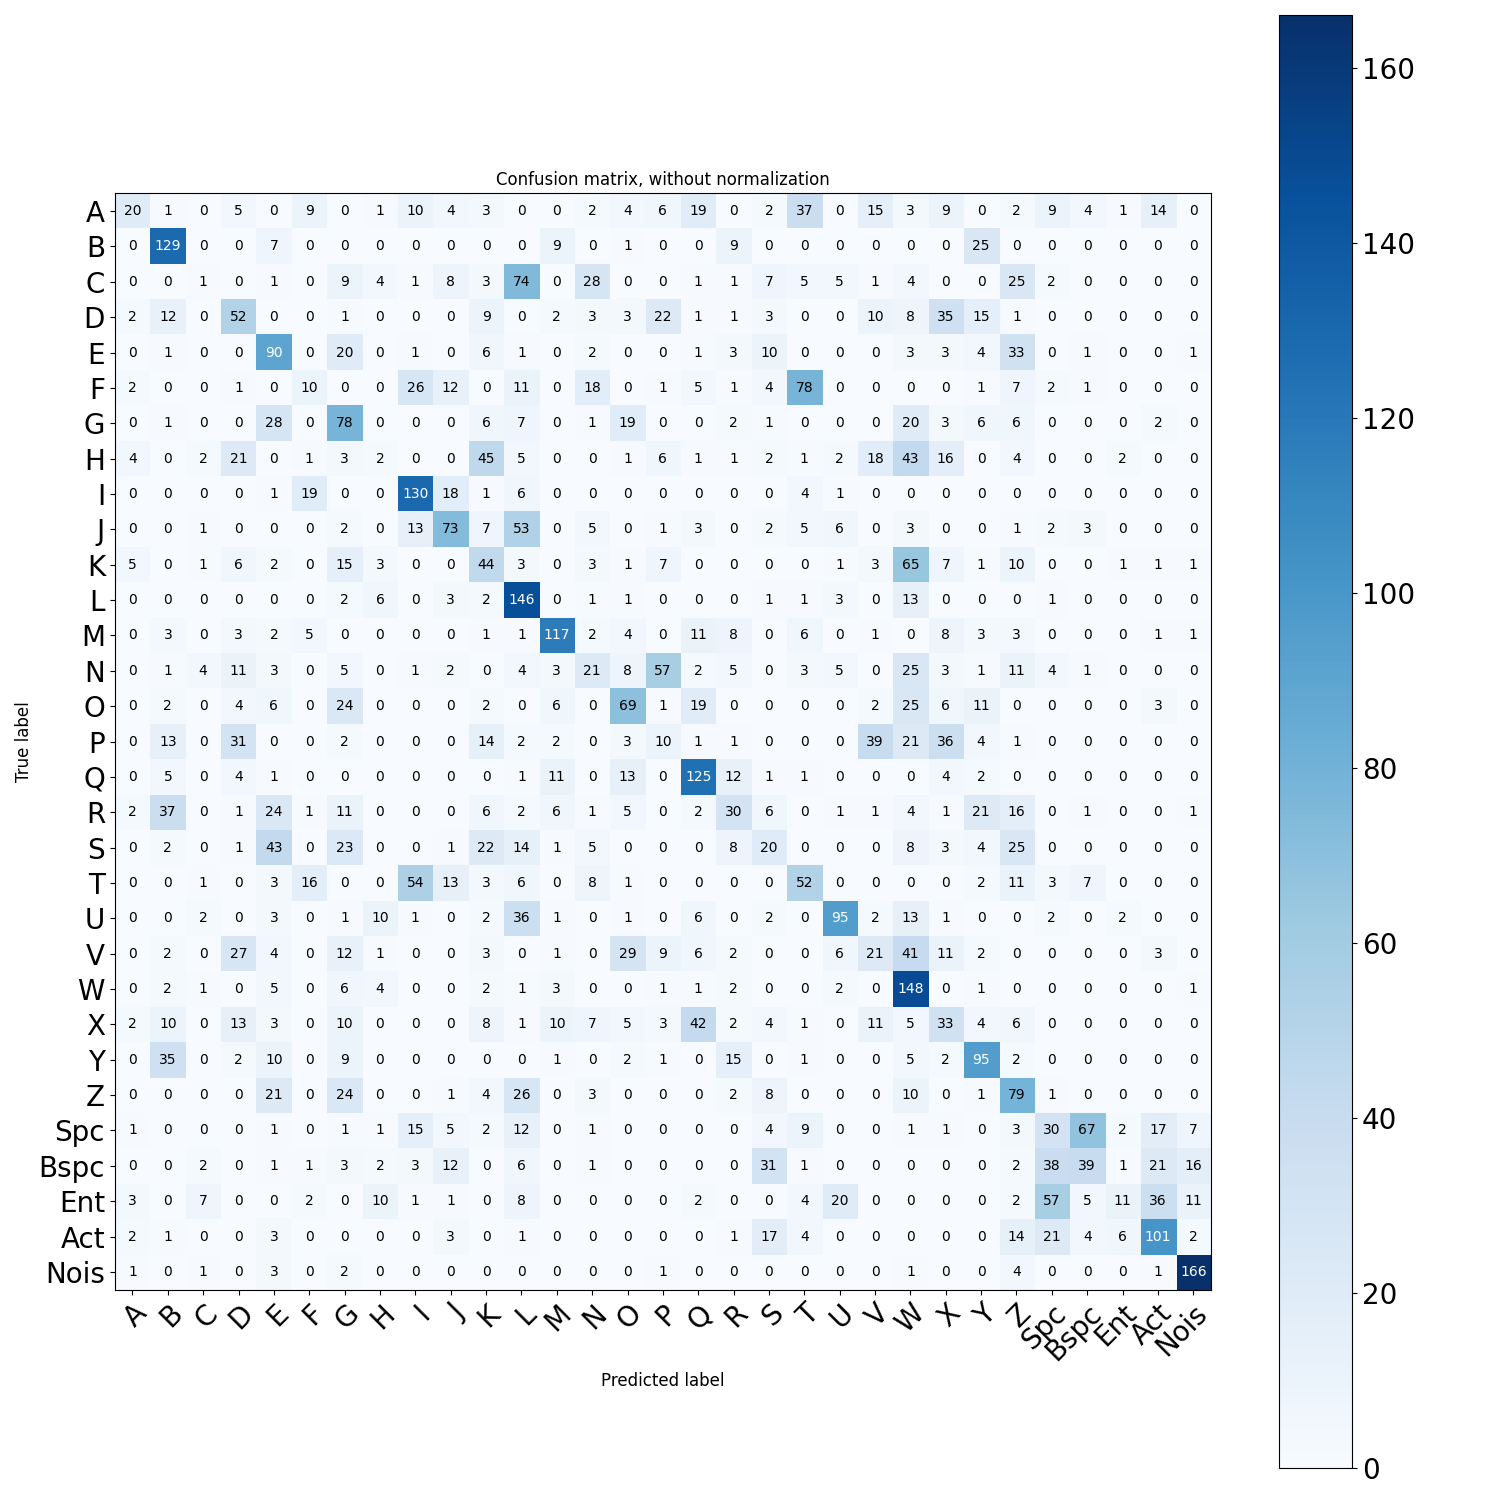 Confusion matrix, without normalization
A 20 1 0 5 0 9 0 1 10 4 3 0 0 2 4 6 19 0 2 37 0 15 3 9 0 2 9 4 1 14 0
B 0 129 0 0 7 0 0 0 0 0 0 0 9 0 1 0 0 9 0 0 0 0 0 0 25 0 0 0 0 0 0
C 0 0 1 0 1 0 9 4 1 8 3 74 0 28 0 0 1 1 7 5 5 1 4 0 0 25 2 0 0 0 0
D 2 12 0 52 0 0 1 0 0 0 9 0 2 3 3 22 1 1 3 0 0 10 8 35 15 1 0 0 0 0 0
E 0 1 0 0 90 0 20 0 1 0 6 1 0 2 0 0 1 3 10 0 0 0 3 3 4 33 0 1 0 0 1
F 2 0 0 1 0 10 0 0 26 12 0 11 0 18 0 1 5 1 4 78 0 0 0 0 1 7 2 1 0 0 0
G 0 1 0 0 28 0 78 0 0 0 6 7 0 1 19 0 0 2 1 0 0 0 20 3 6 6 0 0 0 2 0
H 4 0 2 21 0 1 3 2 0 0 45 5 0 0 1 6 1 1 2 1 2 18 43 16 0 4 0 0 2 0 0
I 0 0 0 0 1 19 0 0 130 18 1 6 0 0 0 0 0 0 0 4 1 0 0 0 0 0 0 0 0 0 0
J 0 0 1 0 0 0 2 0 13 73 7 53 0 5 0 1 3 0 2 5 6 0 3 0 0 1 2 3 0 0 0
K 5 0 1 6 2 0 15 3 0 0 44 3 0 3 1 7 0 0 0 0 1 3 65 7 1 10 0 0 1 1 1
L 0 0 0 0 0 0 2 6 0 3 2 146 0 1 1 0 0 0 1 1 3 0 13 0 0 0 1 0 0 0 0
M 0 3 0 3 2 5 0 0 0 0 1 1 117 2 4 0 11 8 0 6 0 1 0 8 3 3 0 0 0 1 1
N 0 1 4 11 3 0 5 0 1 2 0 4 3 21 8 57 2 5 0 3 5 0 25 3 1 11 4 1 0 0 0
O 0 2 0 4 6 0 24 0 0 0 2 0 6 0 69 1 19 0 0 0 0 2 25 6 11 0 0 0 0 3 0
P 0 13 0 31 0 0 2 0 0 0 14 2 2 0 3 10 1 1 0 0 0 39 21 36 4 1 0 0 0 0 0
Q 0 5 0 4 1 0 0 0 0 0 0 1 11 0 13 0 125 12 1 1 0 0 0 4 2 0 0 0 0 0 0
R 2 37 0 1 24 1 11 0 0 0 6 2 6 1 5 0 2 30 6 0 1 1 4 1 21 16 0 1 0 0 1
S 0 2 0 1 43 0 23 0 0 1 22 14 1 5 0 0 0 8 20 0 0 0 8 3 4 25 0 0 0 0 0
T 0 0 1 0 3 16 0 0 54 13 3 6 0 8 1 0 0 0 0 52 0 0 0 0 2 11 3 7 0 0 0
U 0 0 2 0 3 0 1 10 1 0 2 36 1 0 1 0 6 0 2 0 95 2 13 1 0 0 2 0 2 0 0
V 0 2 0 27 4 0 12 1 0 0 3 0 1 0 29 9 6 2 0 0 6 21 41 11 2 0 0 0 0 3 0
W 0 2 1 0 5 0 6 4 0 0 2 1 3 0 0 1 1 2 0 0 2 0 148 0 1 0 0 0 0 0 1
X 2 10 0 13 3 0 10 0 0 0 8 1 10 7 5 3 42 2 4 1 0 11 5 33 4 6 0 0 0 0 0
Y 0 35 0 2 10 0 9 0 0 0 0 0 1 0 2 1 0 15 0 1 0 0 5 2 95 2 0 0 0 0 0
Z 0 0 0 0 21 0 24 0 0 1 4 26 0 3 0 0 0 2 8 0 0 0 10 0 1 79 1 0 0 0 0
Spc 1 0 0 0 1 0 1 1 15 5 2 12 0 1 0 0 0 0 4 9 0 0 1 1 0 3 30 67 2 17 7
Bspc 0 0 2 0 1 1 3 2 3 12 0 6 0 1 0 0 0 0 31 1 0 0 0 0 0 2 38 39 1 21 16
Ent 3 0 7 0 0 2 0 10 1 1 0 8 0 0 0 0 2 0 0 4 20 0 0 0 0 2 57 5 11 36 11
Act 2 1 0 0 3 0 0 0 0 3 0 1 0 0 0 0 0 1 17 4 0 0 0 0 0 14 21 4 6 101 2
Nois 1 0 1 0 3 0 2 0 0 0 0 0 0 0 0 1 0 0 0 0 0 0 1 0 0 4 0 0 0 1 166
A B C D E F G H I J K L M N O P Q R S T U V W X Y Z Spc Bspc Ent Act Nois
True label
Predicted label
160
140
120
100
80
60
40
20
0